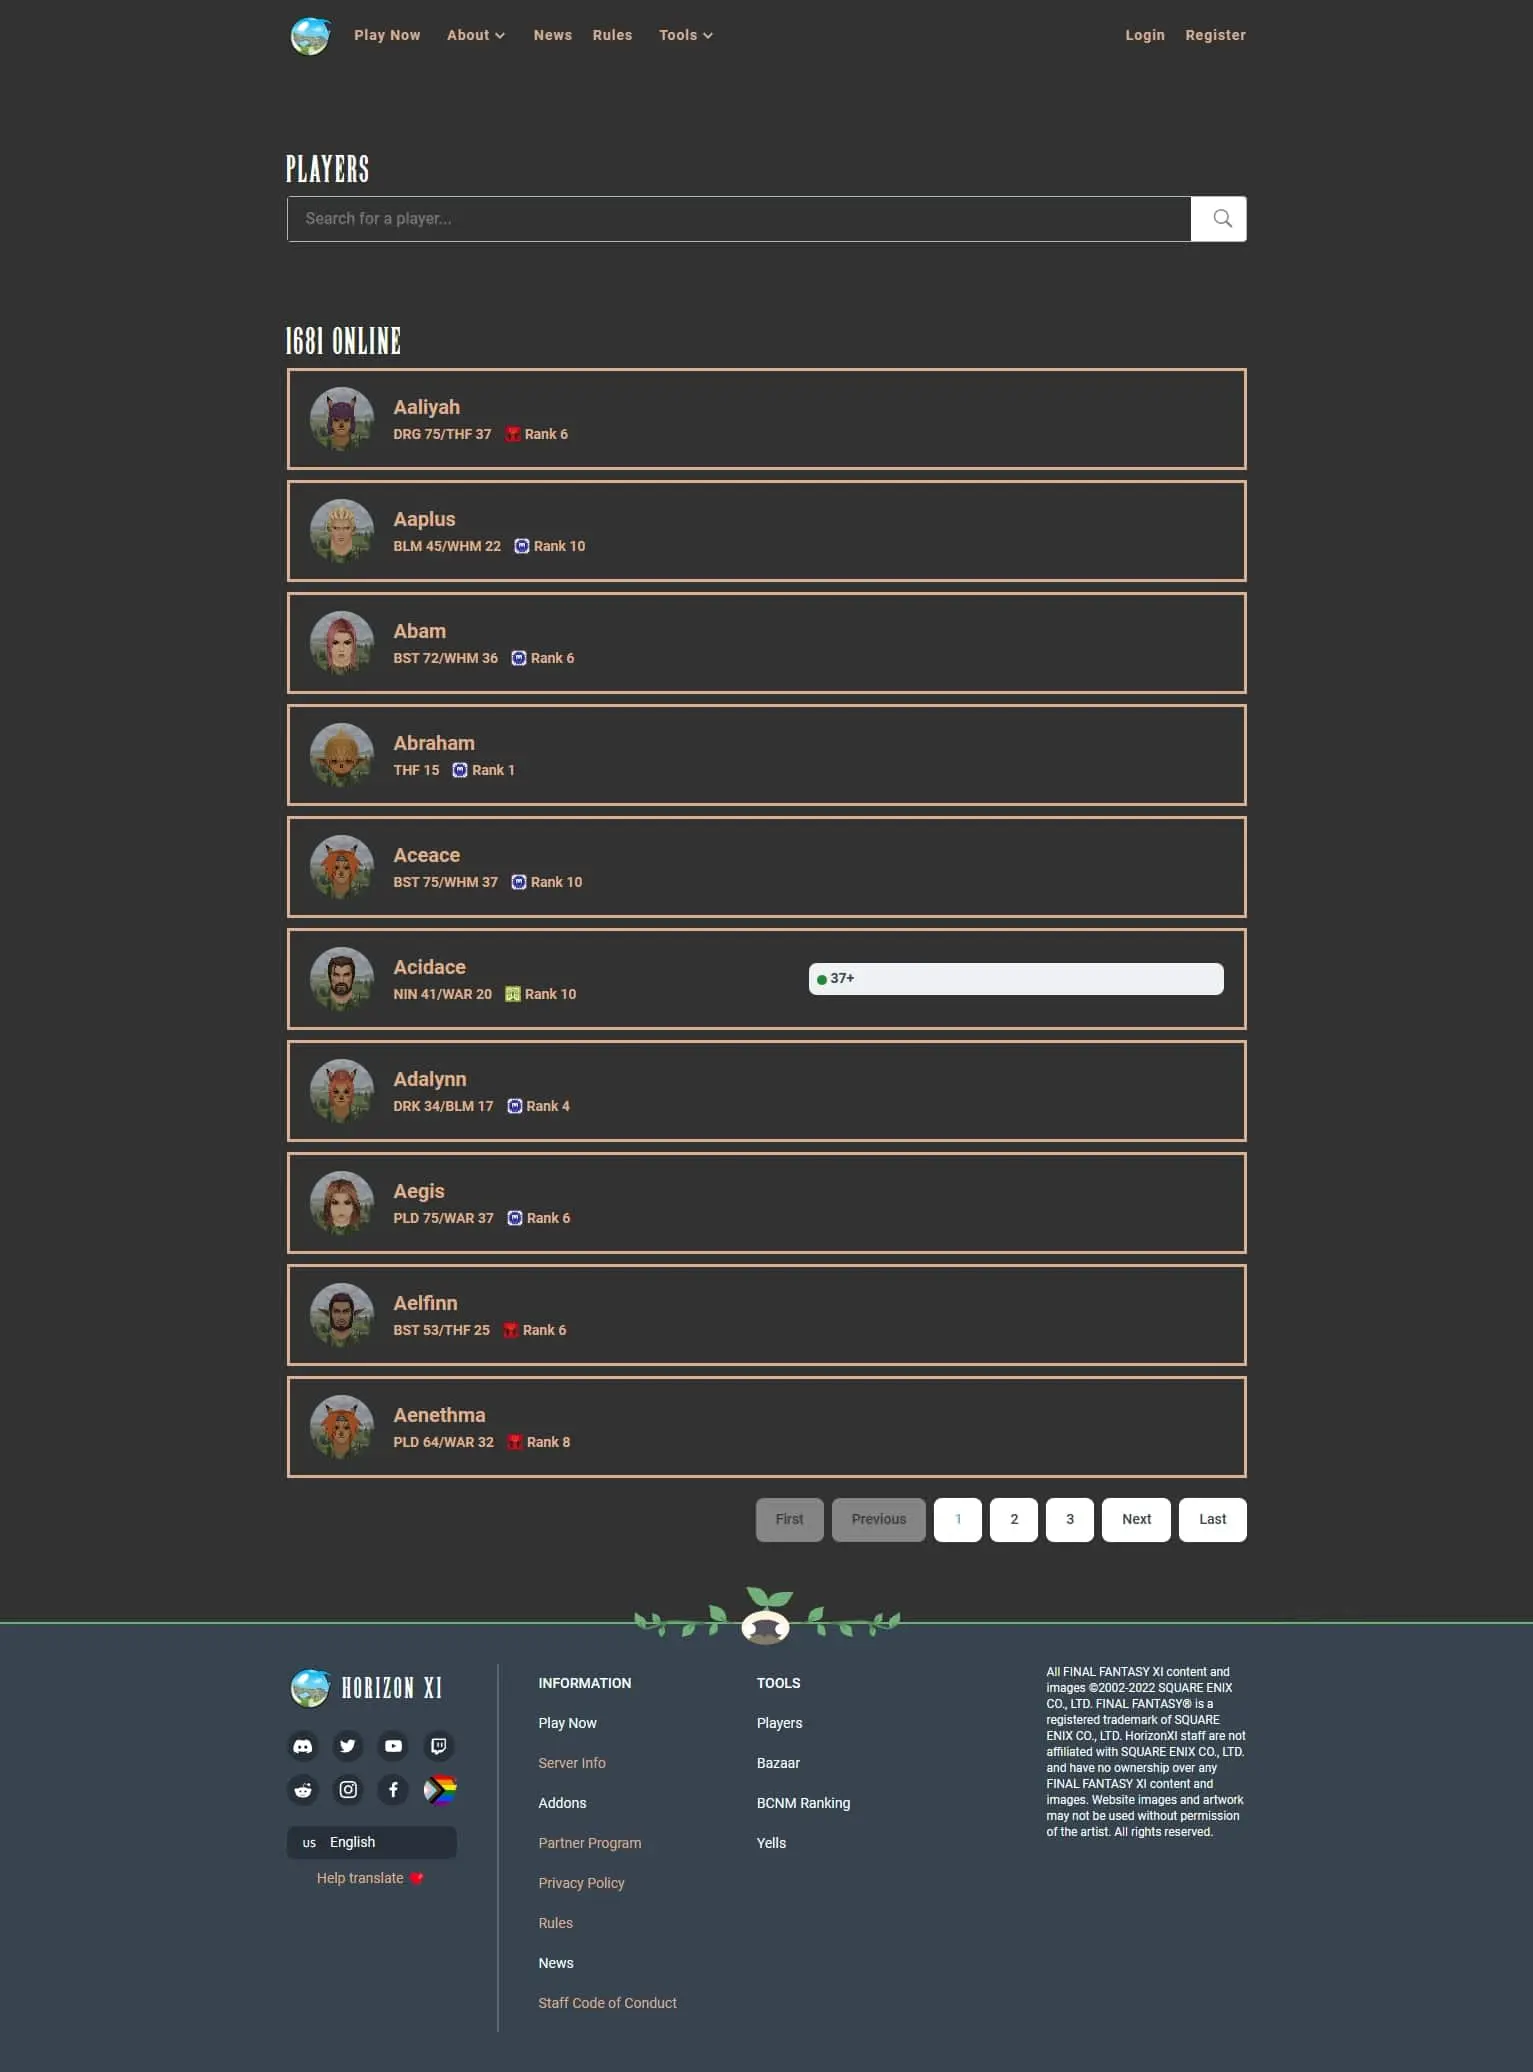 Play Now About News Rules Tools Login Register
PLAYERS
Search for a player...
1681 ONLINE
Aaliyah
DRG 75/THF 37 Rank 6
Aaplus
BLM 45/WHM 22 Rank 10
Abam
BST 72/WHM 36 Rank 6
Abraham
THF 15 Rank 1
Aceace
BST 75/WHM 37 Rank 10
Acidace
NIN 41/WAR 20 Rank 10
37+
Adalynn
DRK 34/BLM 17 Rank 4
Aegis
PLD 75/WAR 37 Rank 6
Aelfinn
BST 53/THF 25 Rank 6
Aenethma
PLD 64/WAR 32 Rank 8
First Previous 1 2 3 Next Last
HORIZON XI
US English
Help translate
INFORMATION
Play Now
Server Info
Addons
Partner Program
Privacy Policy
Rules
News
Staff Code of Conduct
TOOLS
Players
Bazaar
BCNM Ranking
Yells
All FINAL FANTASY XI content and
images ©2002-2022 SQUARE ENIX
CO., LTD. FINAL FANTASY® is a
registered trademark of SQUARE
ENIX CO., LTD. HorizonXI staff are not
affiliated with SQUARE ENIX CO., LTD.
and have no ownership over any
FINAL FANTASY XI content and
images. Website images and artwork
may not be used without permission
of the artist. All rights reserved.